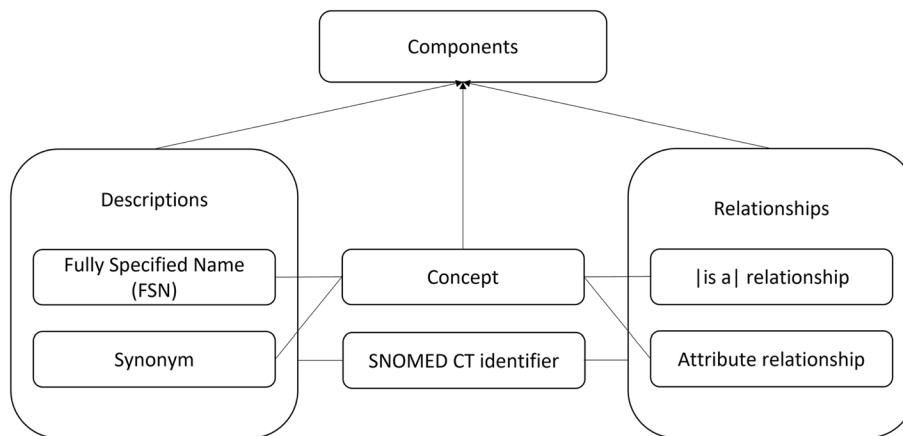 Components
Descriptions
Relationships
Fully Specified Name
(FSN)
Concept
|is a| relationship
Synonym
SNOMED CT identifier
Attribute relationship